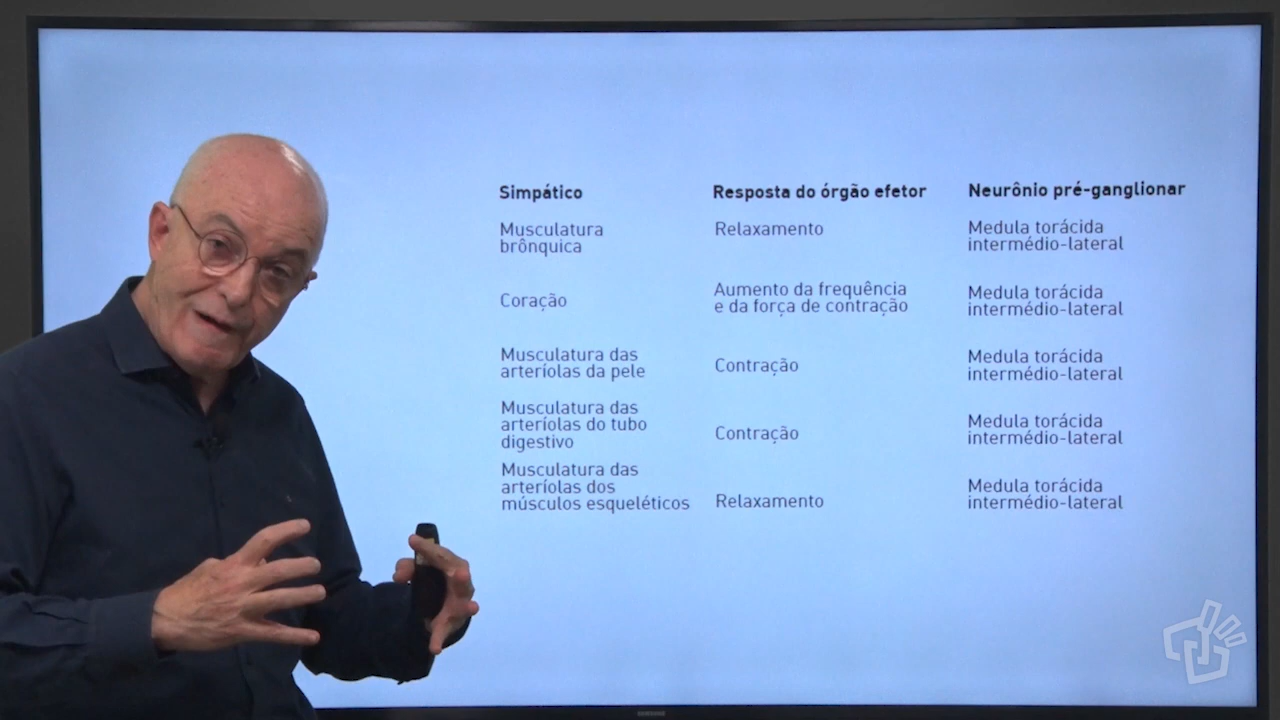 Simpático
Resposta do órgão efetor
Neurônio pré-ganglionar
Musculatura
brônquica
Relaxamento
Medula torácida
intermédio-lateral
Coração
Aumento da frequência
e da força de contração
Medula torácida
intermédio-lateral
Musculatura das
arteríolas da pele
Contração
Medula torácida
intermédio-lateral
Musculatura das
arteríolas do tubo
digestivo
Contração
Medula torácida
intermédio-lateral
Musculatura das
arteríolas dos
músculos esqueléticos
Relaxamento
Medula torácida
intermédio-lateral